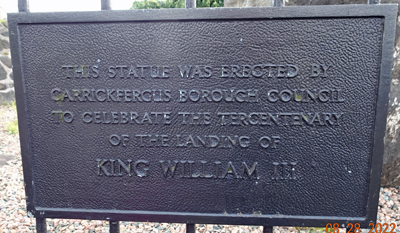 THIS STATUE WAS ERECTED BY
CARRICKFERGUS BOROUGH COUNCIL
TO CELEBRATE THE TERCENTENARY
OF THE LANDING OF
KING WILLIAM III
08 28 2022